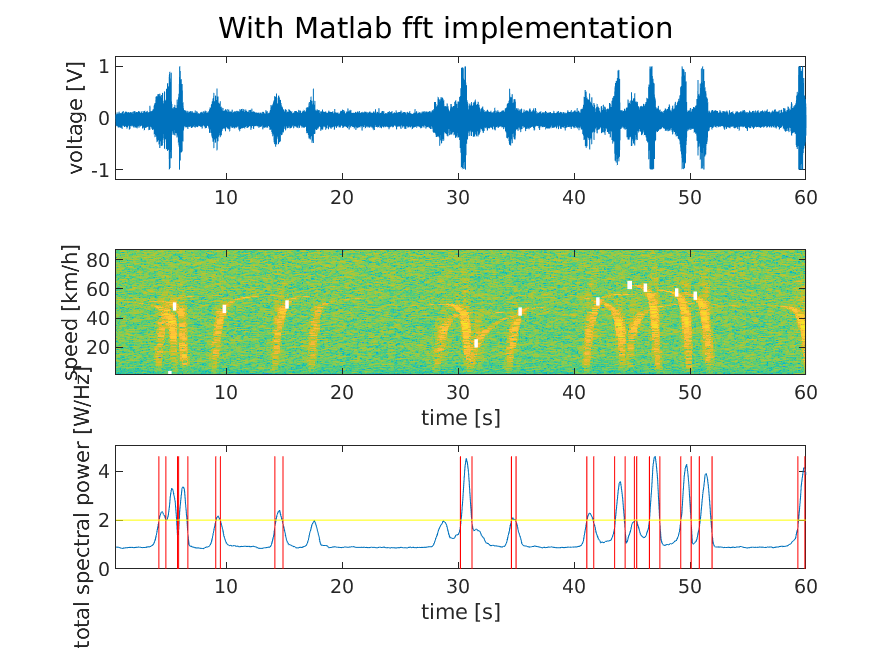 With Matlab fft implementation
voltage [V]
1
0
-1
10 20 30 40 50 60
speed [km/h]
80
60
40
20
10 20 30 40 50 60
time [s]
total spectral power [W/Hz]
4
2
0
10 20 30 40 50 60
time [s]